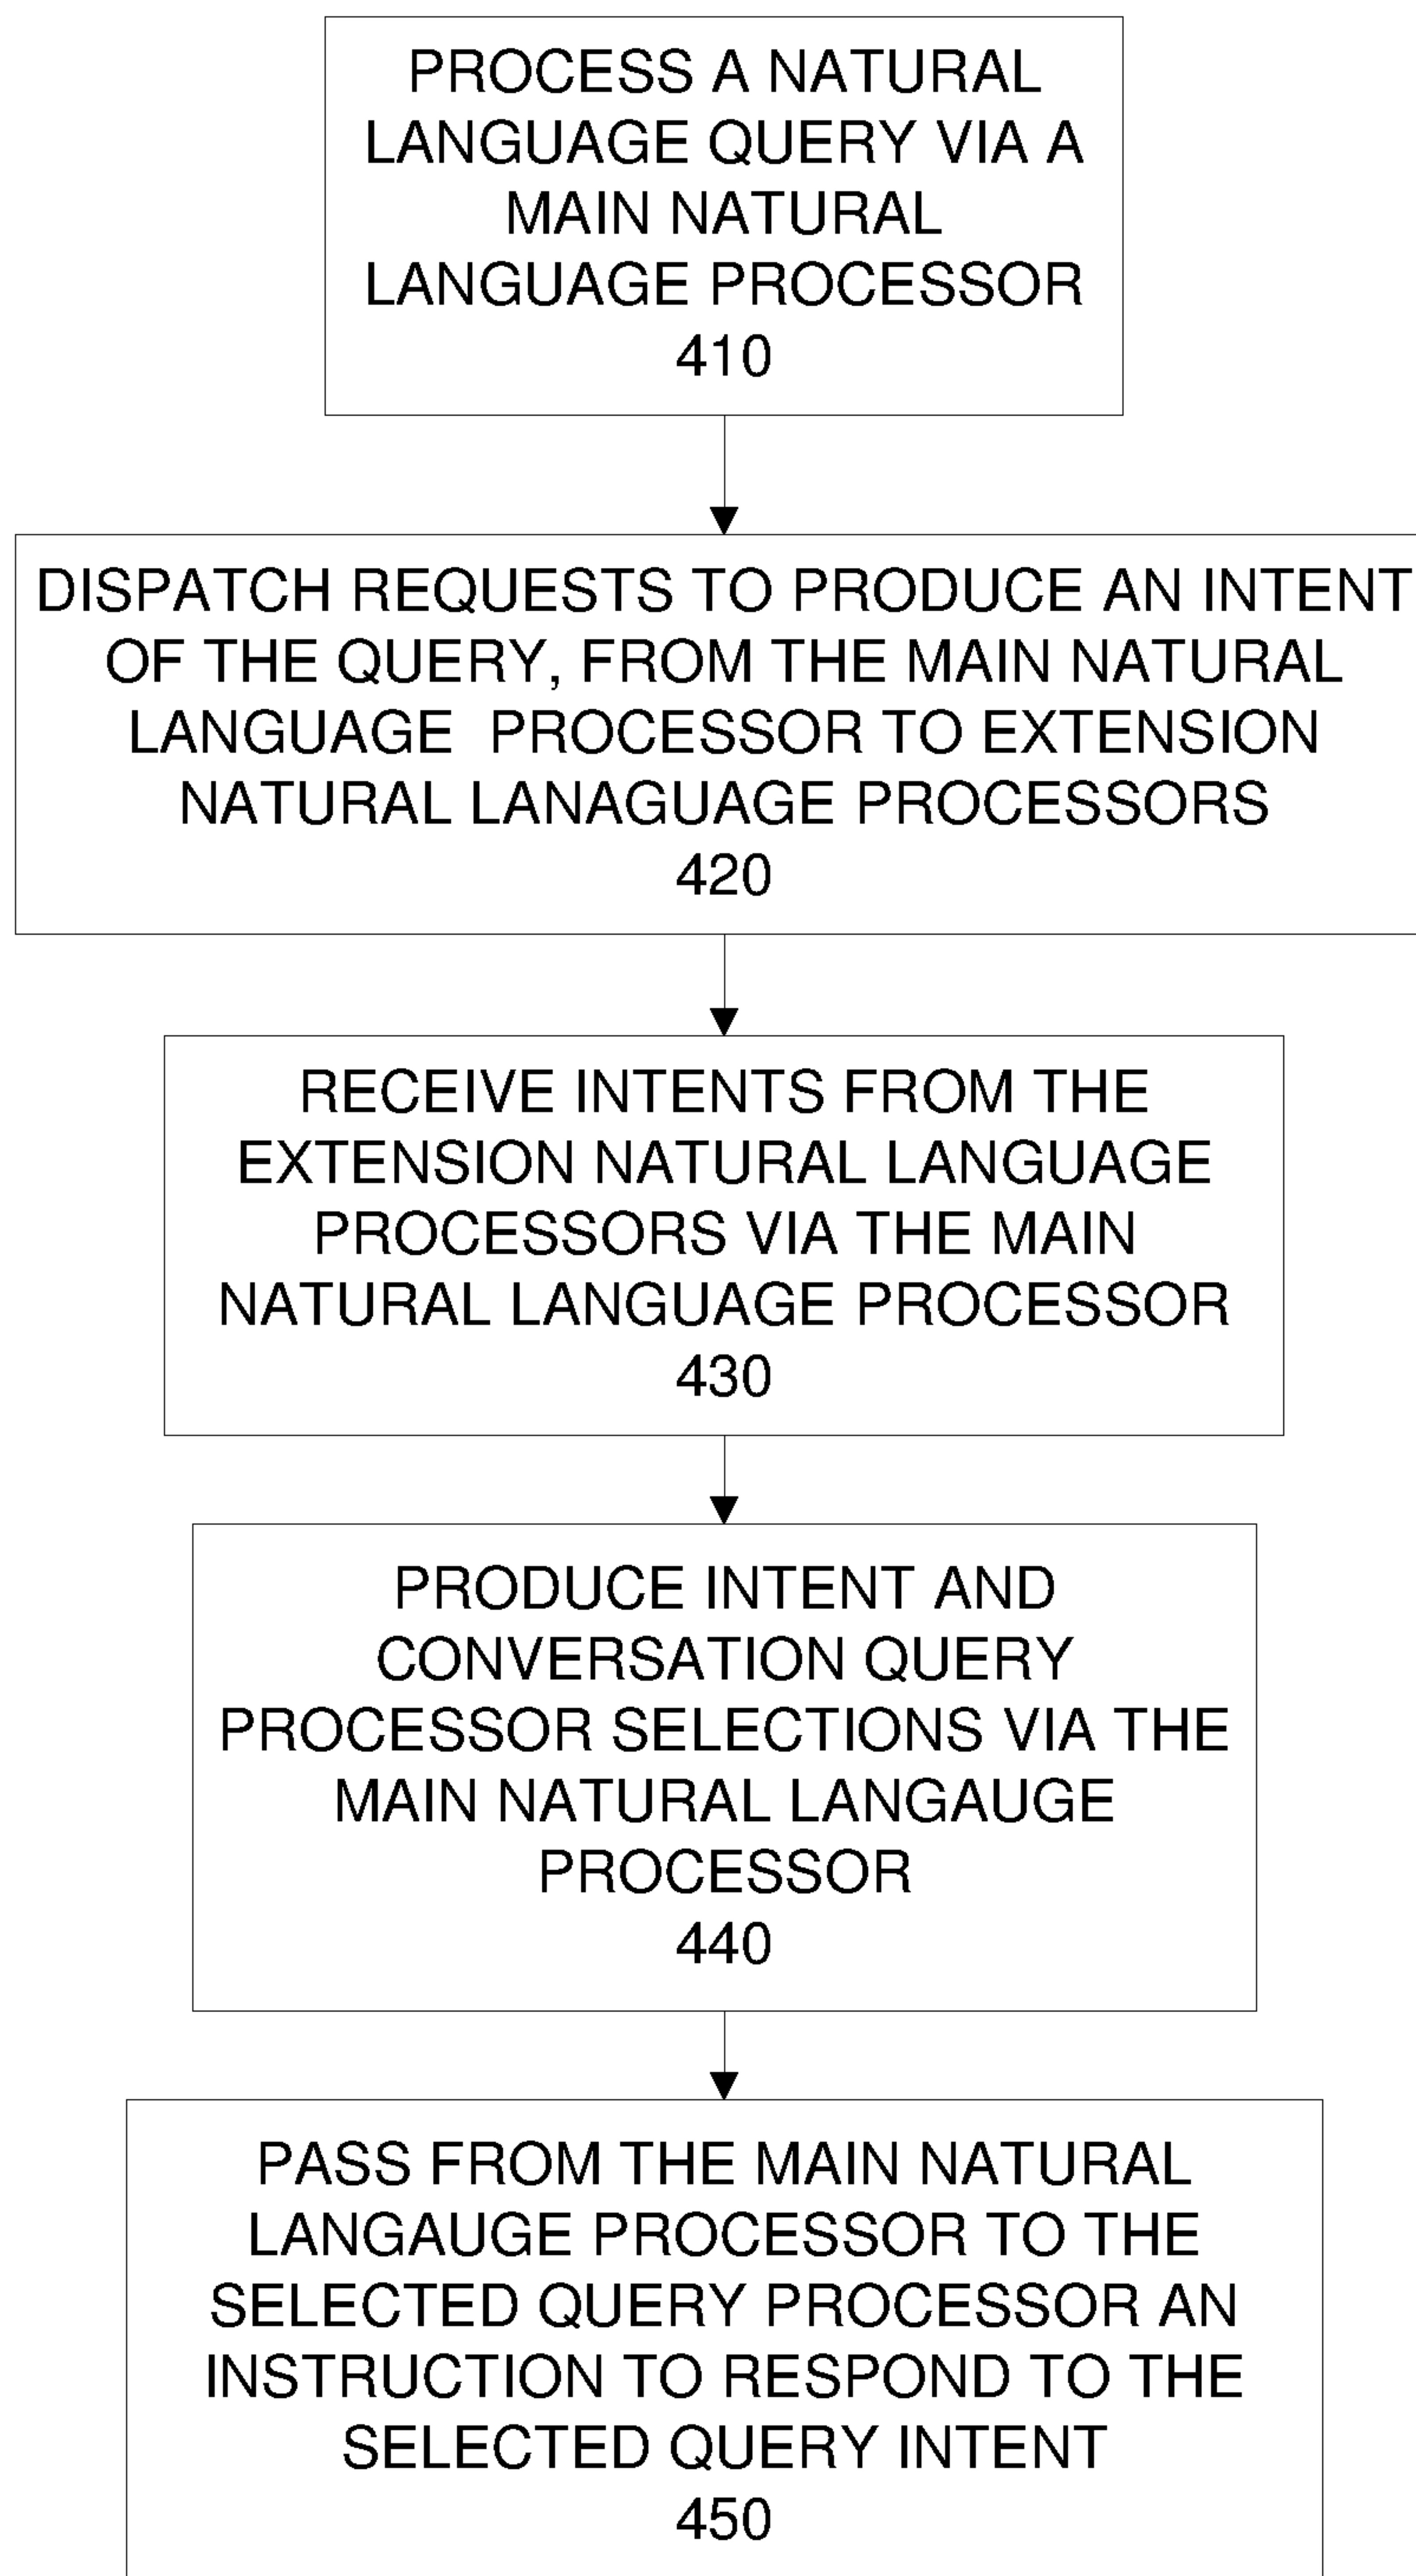 PROCESS A NATURAL
LANGUAGE QUERY VIA A
MAIN NATURAL
LANGUAGE PROCESSOR
410
DISPATCH REQUESTS TO PRODUCE AN INTENT
OF THE QUERY, FROM THE MAIN NATURAL
LANGUAGE  PROCESSOR TO EXTENSION
NATURAL LANAGUAGE PROCESSORS
420
RECEIVE INTENTS FROM THE
EXTENSION NATURAL LANGUAGE
PROCESSORS VIA THE MAIN
NATURAL LANGUAGE PROCESSOR
430
PRODUCE INTENT AND
CONVERSATION QUERY
PROCESSOR SELECTIONS VIA THE
MAIN NATURAL LANGAUGE
PROCESSOR
440
PASS FROM THE MAIN NATURAL
LANGAUGE PROCESSOR TO THE
SELECTED QUERY PROCESSOR AN
INSTRUCTION TO RESPOND TO THE
SELECTED QUERY INTENT
450